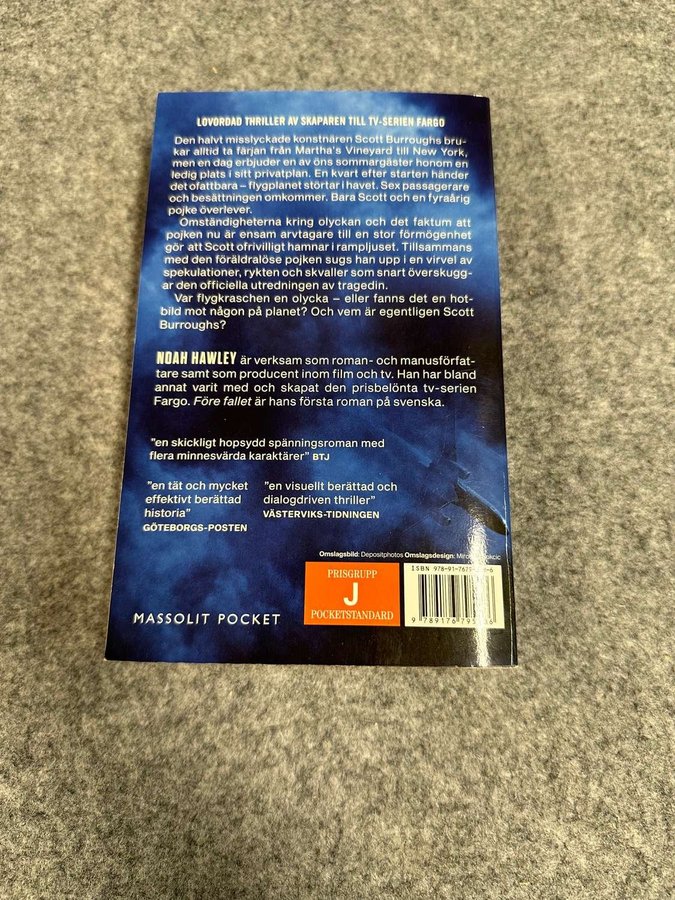 LOVORDAD THRILLER AV SKAPAREN TILL TV-SERIEN FARGO
Den halvt misslyckade konstnären Scott Burroughs bru-
kar alltid ta färjan från Martha's Vineyard till New York,
men en dag erbjuder en av öns sommargäster honom en
ledig plats i sitt privatplan. En kvart efter starten händer
det ofattbara – flygplanet störtar i havet. Sex passagerare
och besättningen omkommer. Bara Scott och en fyraårig
pojke överlever.
Omständigheterna kring olyckan och det faktum att
pojken nu är ensam arvtagare till en stor förmögenhet
gör att Scott ofrivilligt hamnar i rampljuset. Tillsammans
med den föräldralöse pojken sugs han upp i en virvel av
spekulationer, rykten och skvaller som snart överskugg-
ar den officiella utredningen av tragedin.
Var flygkraschen en olycka – eller fanns det en hot-
bild mot någon på planet? Och vem är egentligen Scott
Burroughs?
NOAH HAWLEY är verksam som roman- och manusförfat-
tare samt som producent inom film och tv. Han har bland
annat varit med och skapat den prisbelönta tv-serien
Fargo. Före fallet är hans första roman på svenska.
"en skickligt hopsydd spänningsroman med
flera minnesvärda karaktärer" BTJ
"en tät och mycket
effektivt berättad
historia"
GÖTEBORGS-POSTEN
"en visuellt berättad och
dialogdriven thriller"
VÄSTERVIKS-TIDNINGEN
Omslagsbild: Depositphotos Omslagsdesign:
PRISGRUPP
J
POCKETSTANDARD
ISBN
MASSOLIT POCKET